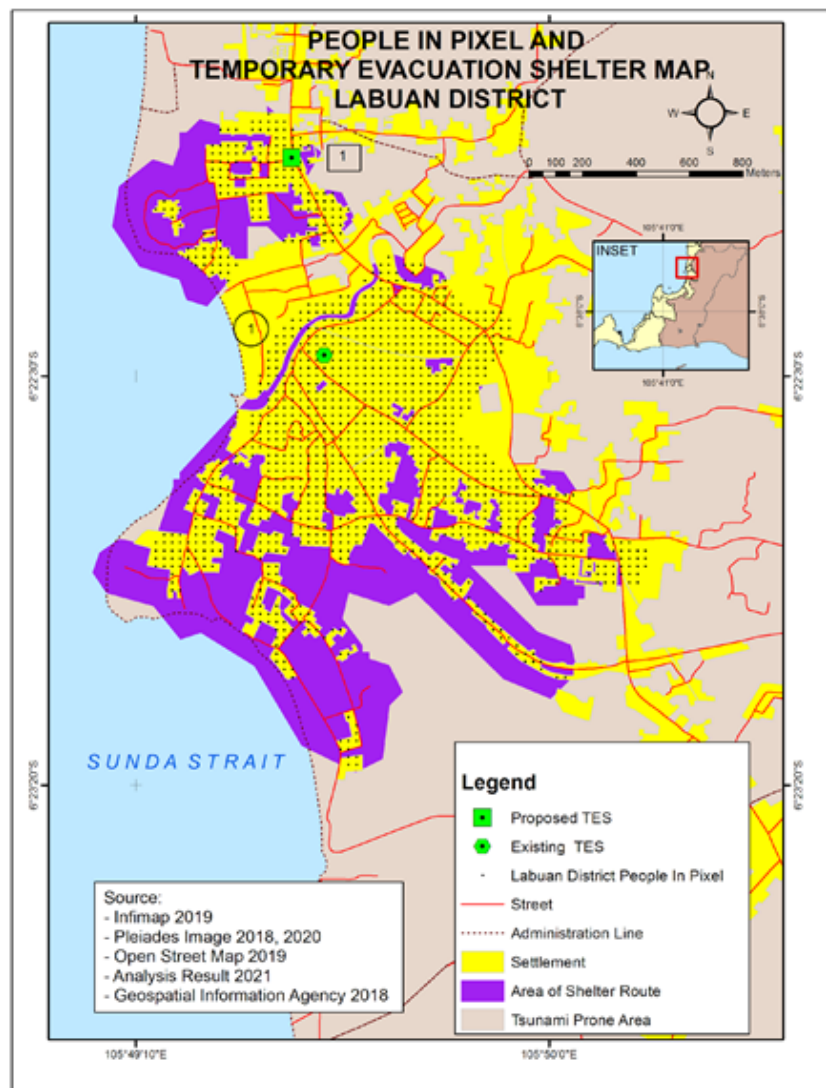 PEOPLE IN PIXEL AND
TEMPORARY EVACUATION SHELTER MAP
LABUAN DISTRICT
N
W
E
S
0 200 400 600 800
Meters
1
105°41'0"E
INSET
105°41'0"E
1
6°22'30"S
6°22'30"S
SUNDA STRAIT
6°23'20"S
6°23'20"S
Legend
Proposed TES
Existing TES
Labuan District People In Pixel
Street
Administration Line
Settlement
Area of Shelter Route
Tsunami Prone Area
Source:
- Infimap 2019
- Pleiades Image 2018, 2020
- Open Street Map 2019
- Analysis Result 2021
- Geospatial Information Agency 2018
105°49'10"E
105°50'0"E